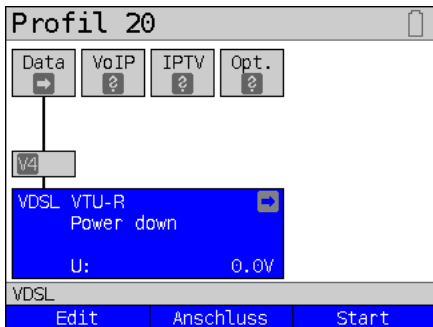 Profil 20
Data VoIP IPTV Opt.
V4
VDSL VTU-R
Power down
U: 0.0V
VDSL
Edit Anschluss Start